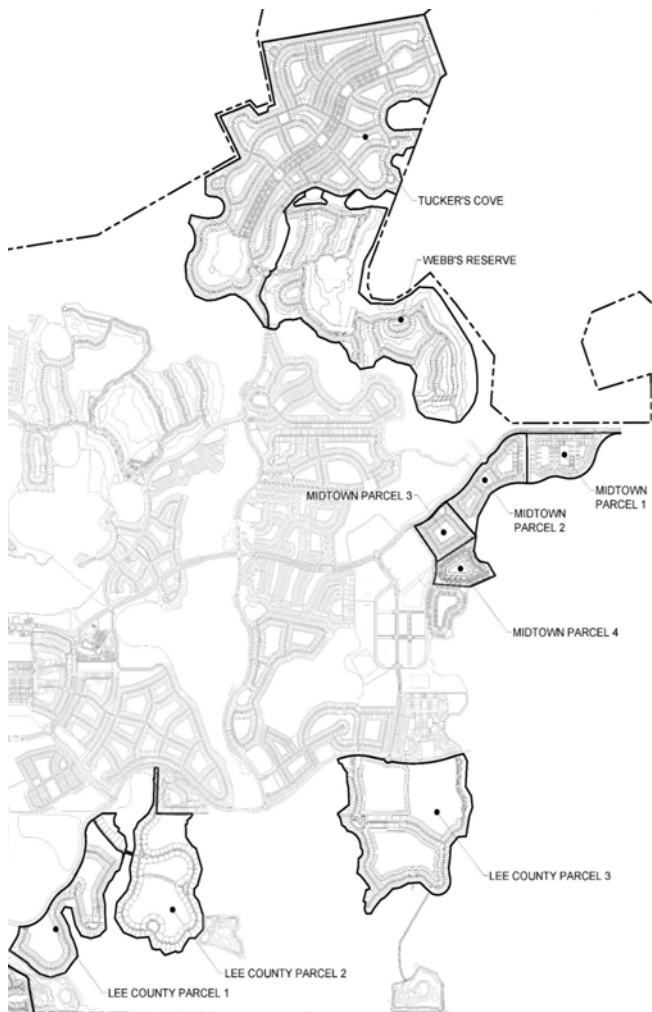 TUCKER'S COVE
WEBB'S RESERVE
MIDTOWN PARCEL 3
MIDTOWN
PARCEL 1
MIDTOWN
PARCEL 2
MIDTOWN PARCEL 4
LEE COUNTY PARCEL 3
LEE COUNTY PARCEL 2
LEE COUNTY PARCEL 1